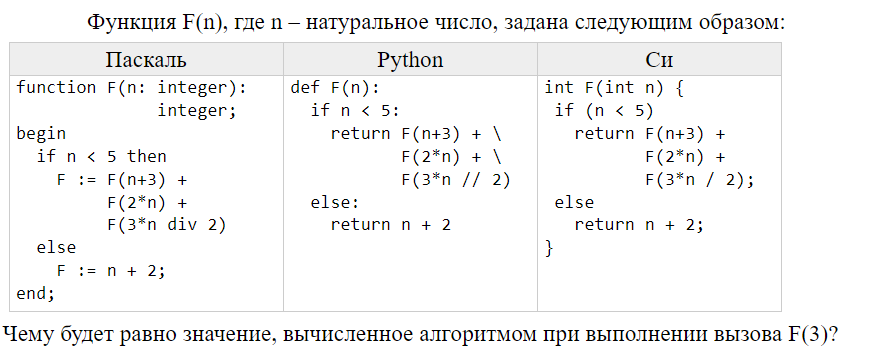 Функция F(n), где n – натуральное число, задана следующим образом:
Паскаль
function F(n: integer):
integer;
begin
if n < 5 then
F := F(n+3) +
F(2*n) +
F(3*n div 2)
else
F := n + 2;
end;
Python
def F(n):
if n < 5:
return F(n+3) + \
F(2*n) + \
F(3*n // 2)
else:
return n + 2
Си
int F(int n) {
if (n < 5)
return F(n+3) +
F(2*n) +
F(3*n / 2);
else
return n + 2;
}
Чему будет равно значение, вычисленное алгоритмом при выполнении вызова F(3)?